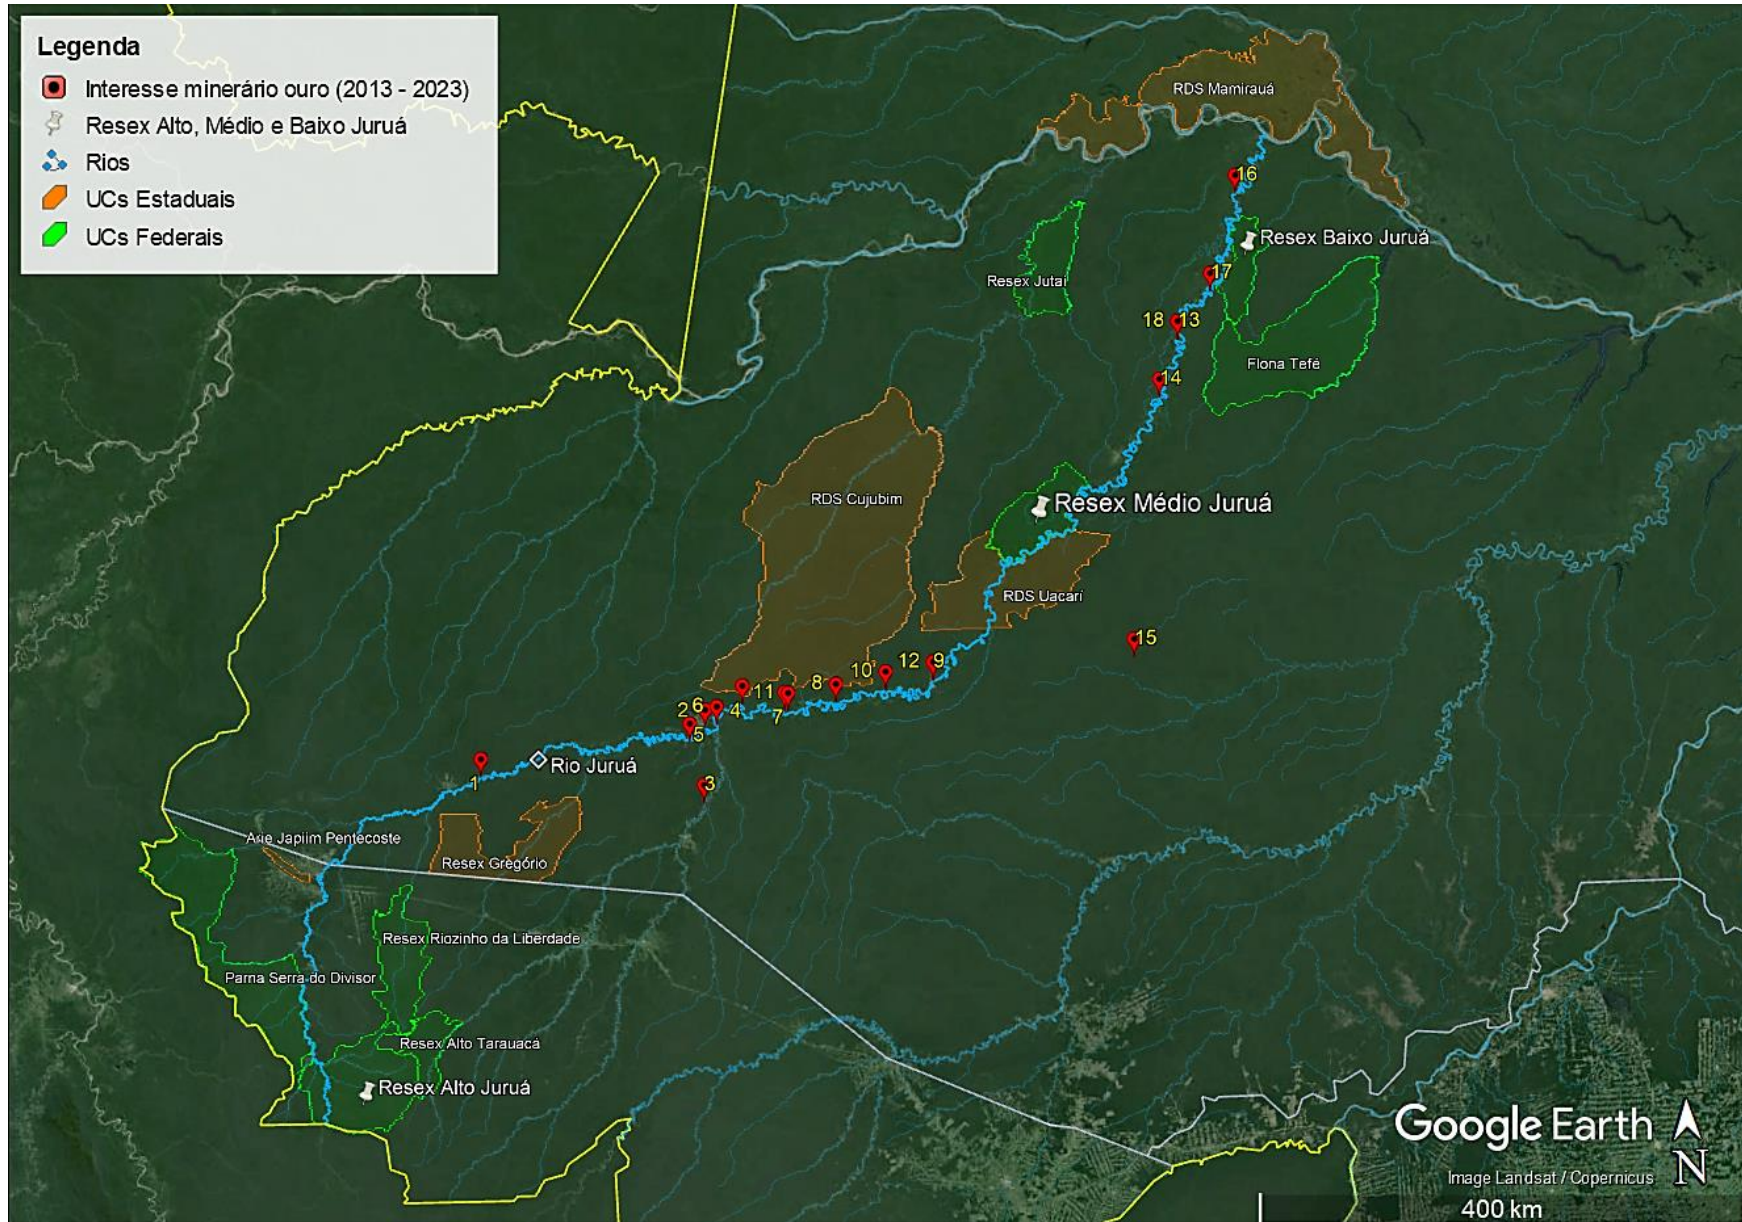 Legenda
Interesse minerário ouro (2013 - 2023)
Resex Alto, Médio e Baixo Juruá
Rios
UCs Estaduais
UCs Federais
RDS Mamirauá
16
Resex Baixo Juruá
17
Resex Jutaí
18 13
Flona Tefé
14
RDS Cujubim
Resex Médio Juruá
RDS Uacarí
15
10 12 9
8
11
7
2 6 4
5
Rio Juruá
1
3
Arie Japiim Pentecoste
Resex Gregório
Resex Riozinho da Liberdade
Parna Serra do Divisor
Resex Alto Tarauacá
Resex Alto Juruá
Google Earth
N
Image Landsat / Copernicus
400 km